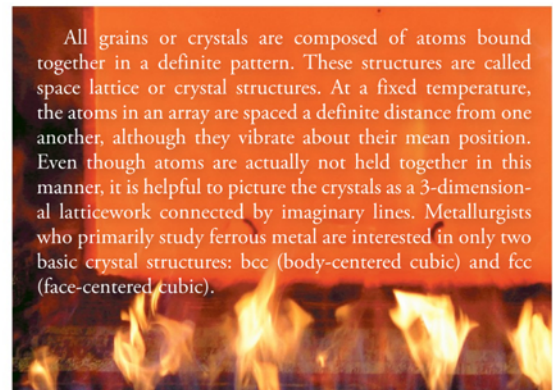 All grains or crystals are composed of atoms bound
together in a definite pattern. These structures are called
space lattice or crystal structures. At a fixed temperature,
the atoms in an array are spaced a definite distance from one
another, although they vibrate about their mean position.
Even though atoms are actually not held together in this
manner, it is helpful to picture the crystals as a 3-dimension-
al latticework connected by imaginary lines. Metallurgists
who primarily study ferrous metal are interested in only two
basic crystal structures: bcc (body-centered cubic) and fcc
(face-centered cubic).